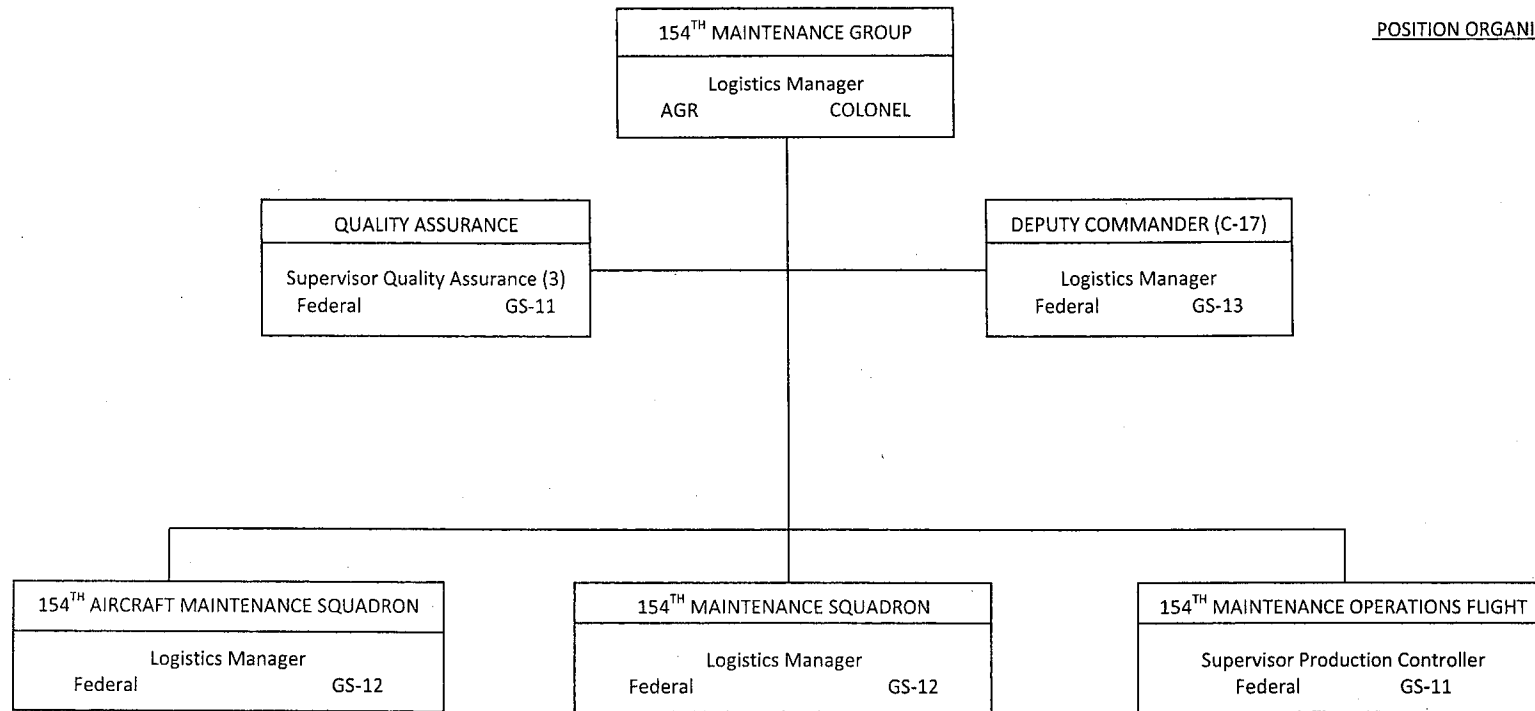 154TH MAINTENANCE GROUP
POSITION ORGANI
Logistics Manager
AGR COLONEL
QUALITY ASSURANCE
Supervisor Quality Assurance (3)
Federal GS-11
DEPUTY COMMANDER (C-17)
Logistics Manager
Federal GS-13
154TH AIRCRAFT MAINTENANCE SQUADRON
Logistics Manager
Federal GS-12
154TH MAINTENANCE SQUADRON
Logistics Manager
Federal GS-12
154TH MAINTENANCE OPERATIONS FLIGHT
Supervisor Production Controller
Federal GS-11